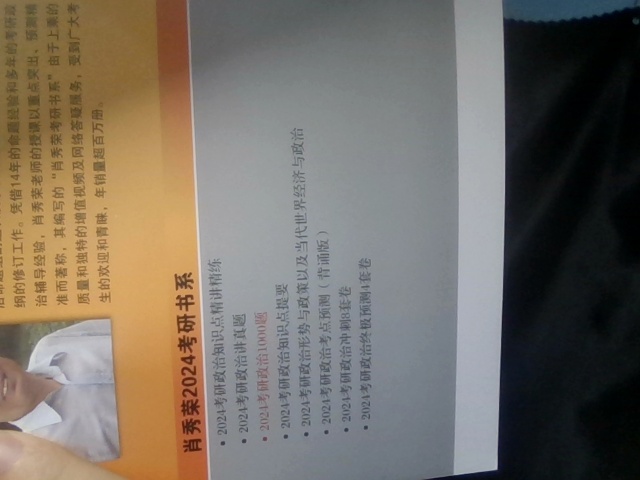 纲的修订工作。凭借14年的命题经验和多年的考研政
治辅导经验，肖秀荣老师的授课以重点突出、预测精
准而著称，其编写的“肖秀荣考研书系”由于上乘的
质量和独特的增值视频及网络答疑服务，受到广大考
生的欢迎和青睐，年销量超百万册。
肖秀荣2024考研书系
• 2024考研政治知识点精讲精练
• 2024考研政治讲真题
• 2024考研政治1000题
• 2024考研政治知识点提要
• 2024考研政治形势与政策以及当代世界经济与政治
• 2024考研政治考点预测（背诵版）
• 2024考研政治冲刺8套卷
• 2024考研政治终极预测4套卷